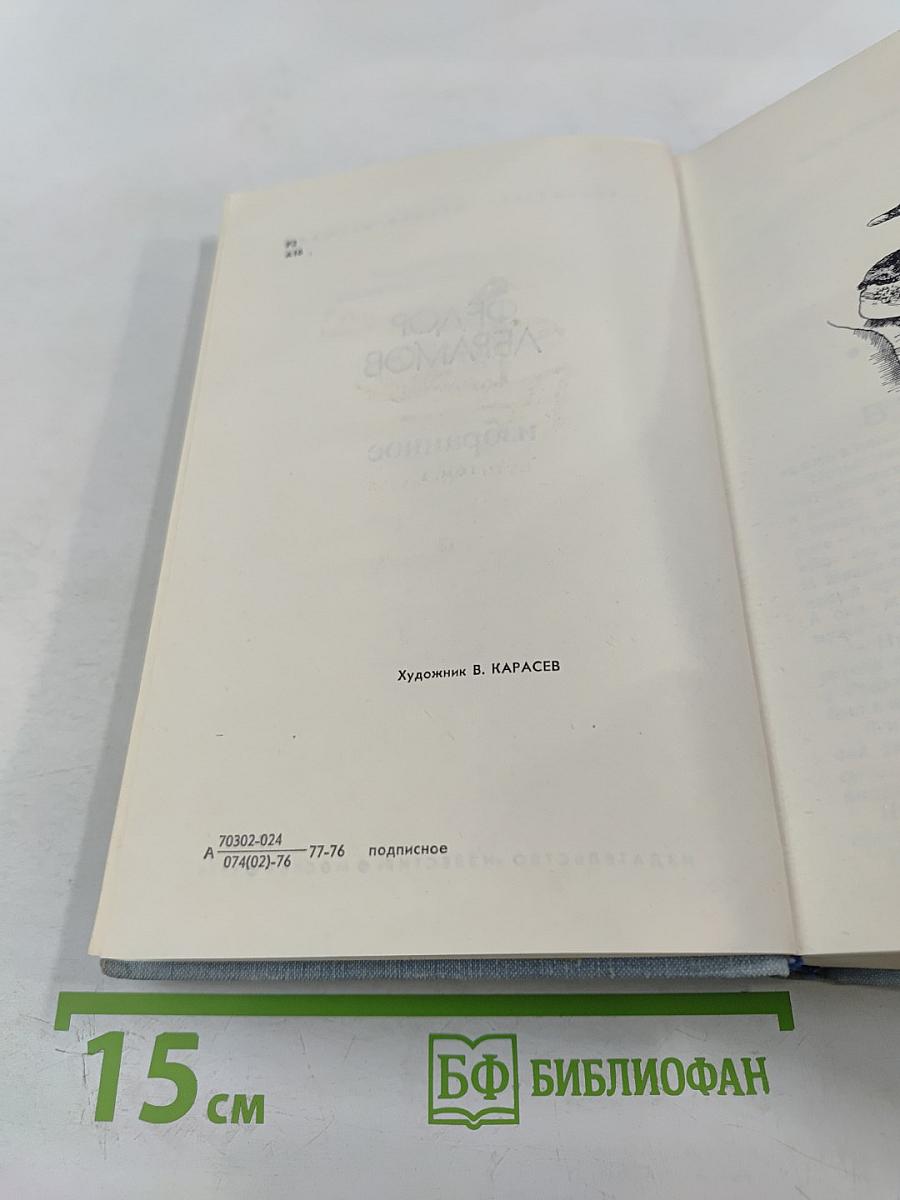 Художник В. КАРАСЕВ
А 70302-024
074(02)-76 77-76 подписное
15 см
БФ БИБЛИОФАН